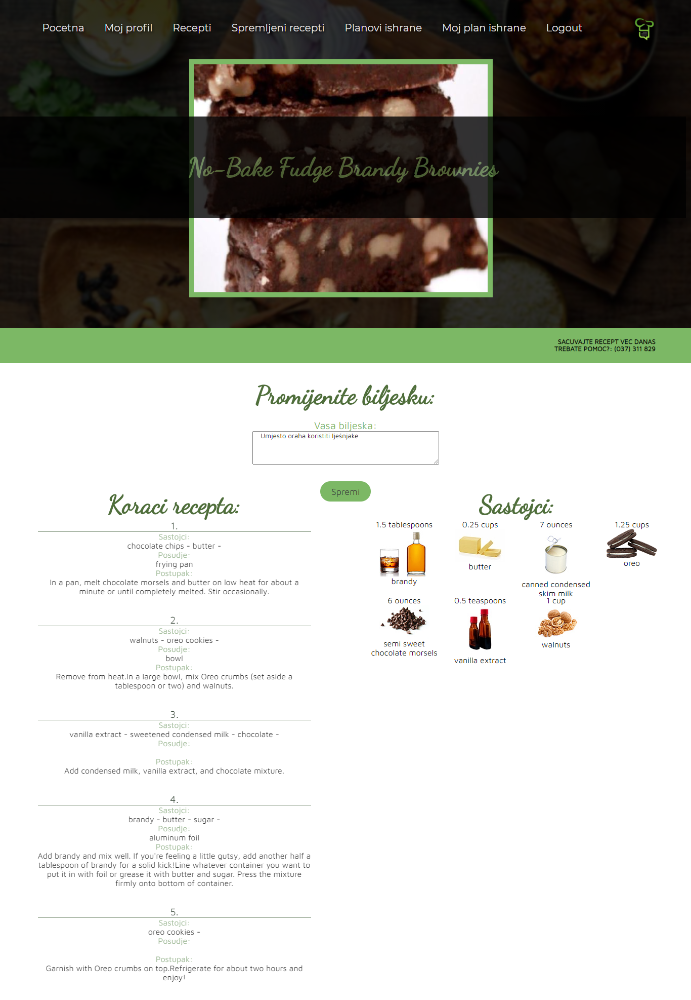 Pocetna Moj profil Recepti Spremljeni recepti Planovi ishrane Moj plan ishrane Logout
No-Bake Fudge Brandy Brownies
SACUVAJTE RECEPT VEC DANAS
TREBATE POMOC?: (037) 311 829
Promijenite biljesku:
Vasa biljeska:
Umjesto oraha koristiti lješnjake
Spremi
Koraci recepta:
1.
Sastojci:
chocolate chips - butter -
Posudje:
frying pan
Postupak:
In a pan, melt chocolate morsels and butter on low heat for about a
minute or until completely melted. Stir occasionally.
2.
Sastojci:
walnuts - oreo cookies -
Posudje:
bowl
Postupak:
Remove from heat.In a large bowl, mix Oreo crumbs (set aside a
tablespoon or two) and walnuts.
3.
Sastojci:
vanilla extract - sweetened condensed milk - chocolate -
Posudje:
Postupak:
Add condensed milk, vanilla extract, and chocolate mixture.
4.
Sastojci:
brandy - butter - sugar -
Posudje:
aluminum foil
Postupak:
Add brandy and mix well. If you're feeling a little gutsy, add another half a
tablespoon of brandy for a solid kick!Line whatever container you want to
put it in with foil or grease it with butter and sugar. Press the mixture
firmly onto bottom of container.
5.
Sastojci:
oreo cookies -
Posudje:
Postupak:
Garnish with Oreo crumbs on top.Refrigerate for about two hours and
enjoy!
Sastojci:
1.5 tablespoons
brandy
0.25 cups
butter
7 ounces
canned condensed
skim milk
1.25 cups
oreo
6 ounces
semi sweet
chocolate morsels
0.5 teaspoons
vanilla extract
1 cup
walnuts